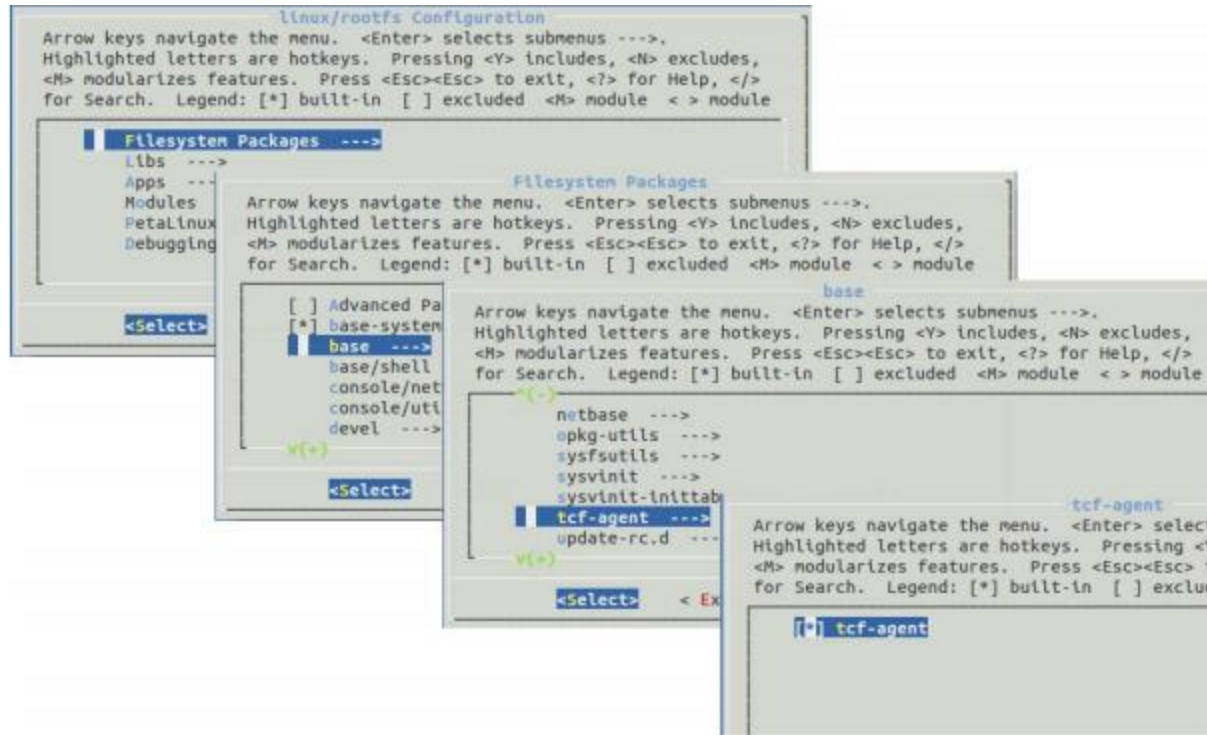 linux/rootfs Configuration
Arrow keys navigate the menu.  <Enter> selects submenus --->.
Highlighted letters are hotkeys.  Pressing <Y> includes, <N> excludes,
<M> modularizes features.  Press <Esc><Esc> to exit, <?> for Help, </>
for Search.  Legend: [*] built-in  [ ] excluded  <M> module  < > module
Filesystem Packages  --->
Libs  --->
Apps  ---
Modules
PetaLinux
Debugging
<Select>
Filesystem Packages
Arrow keys navigate the menu.  <Enter> selects submenus --->.
Highlighted letters are hotkeys.  Pressing <Y> includes, <N> excludes,
<M> modularizes features.  Press <Esc><Esc> to exit, <?> for Help, </>
for Search.  Legend: [*] built-in  [ ] excluded  <M> module  < > module
[ ] Advanced Pa
[*] base-system
base  --->
base/shell
console/net
console/uti
devel  --->
v(+)
<Select>
base
Arrow keys navigate the menu.  <Enter> selects submenus --->.
Highlighted letters are hotkeys.  Pressing <Y> includes, <N> excludes,
<M> modularizes features.  Press <Esc><Esc> to exit, <?> for Help, </>
for Search.  Legend: [*] built-in  [ ] excluded  <M> module  < > module
^(-)
netbase  --->
opkg-utils  --->
sysfsutils  --->
sysvinit  --->
sysvinit-inittab
tcf-agent  --->
update-rc.d  ---
v(+)
<Select>    < Ex
tcf-agent
Arrow keys navigate the menu.  <Enter> select
Highlighted letters are hotkeys.  Pressing <Y
<M> modularizes features.  Press <Esc><Esc> t
for Search.  Legend: [*] built-in  [ ] exclud
[*] tcf-agent